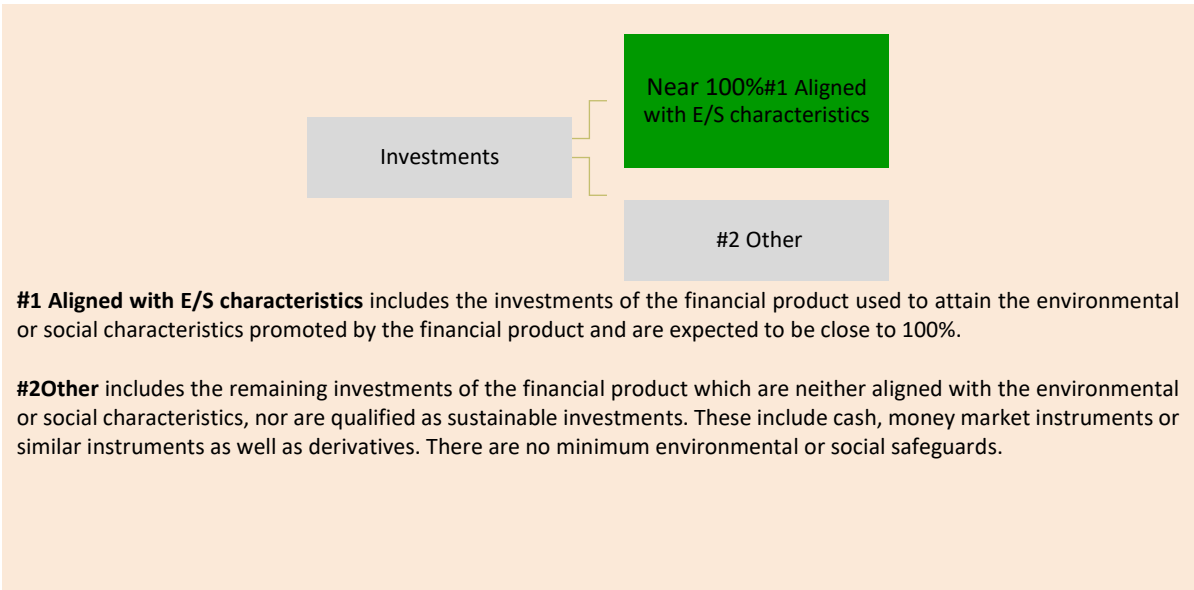 Near 100%#1 Aligned
with E/S characteristics
Investments
#2 Other
#1 Aligned with E/S characteristics includes the investments of the financial product used to attain the environmental
or social characteristics promoted by the financial product and are expected to be close to 100%.
#2Other includes the remaining investments of the financial product which are neither aligned with the environmental
or social characteristics, nor are qualified as sustainable investments. These include cash, money market instruments or
similar instruments as well as derivatives. There are no minimum environmental or social safeguards.